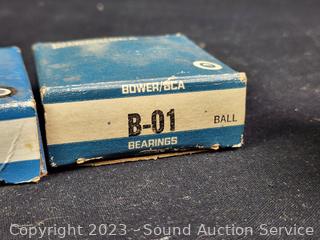 BOWER/BCA
B-01
BALL
BEARINGS
Copyright 2023 - Sound Auction Service